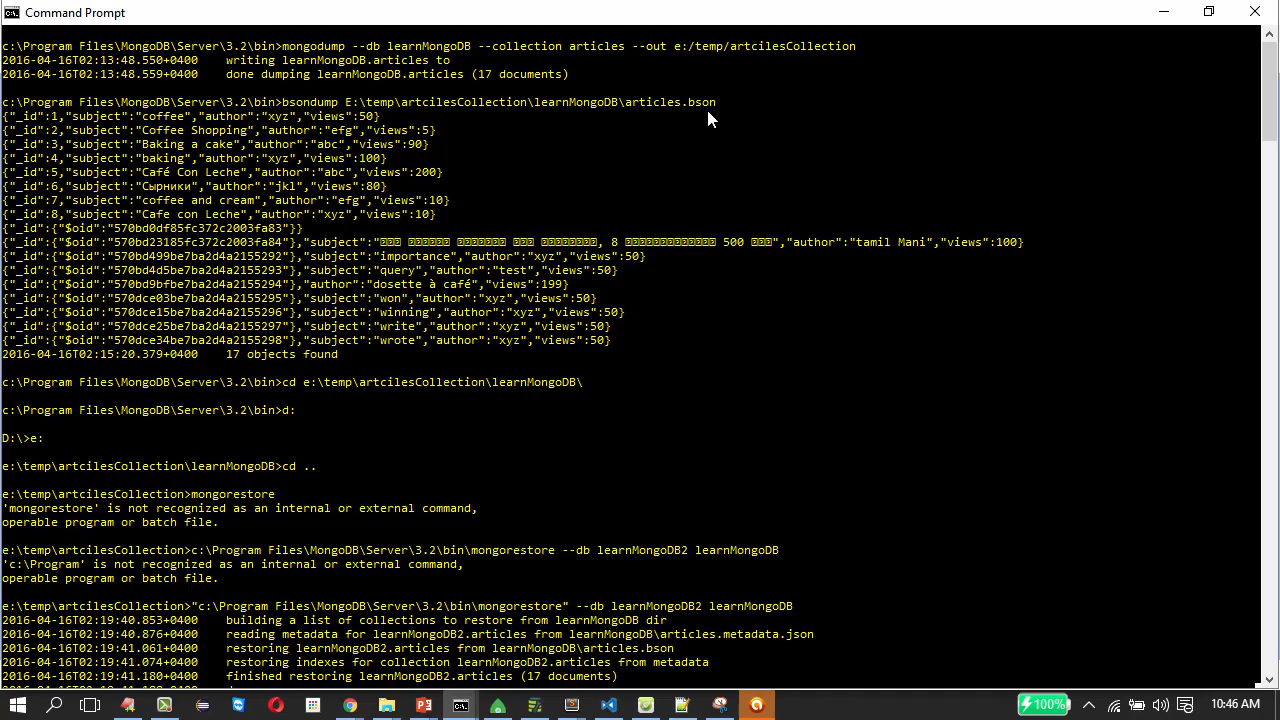 Command Prompt
c:\Program Files\MongoDB\Server\3.2\bin>mongodump --db learnMongoDB --collection articles --out e:/temp/artcilesCollection
2016-04-16T02:13:48.550+0400 writing learnMongoDB.articles to
2016-04-16T02:13:48.559+0400 done dumping learnMongoDB.articles (17 documents)
c:\Program Files\MongoDB\Server\3.2\bin>bsondump E:\temp\artcilesCollection\learnMongoDB\articles.bson
{"_id":1,"subject":"coffee","author":"xyz","views":50}
{"_id":2,"subject":"Coffee Shopping","author":"efg","views":5}
{"_id":3,"subject":"Baking a cake","author":"abc","views":90}
{"_id":4,"subject":"baking","author":"xyz","views":100}
{"_id":5,"subject":"Café Con Leche","author":"abc","views":200}
{"_id":6,"subject":"Сырники","author":"jkl","views":80}
{"_id":7,"subject":"coffee and cream","author":"efg","views":10}
{"_id":8,"subject":"Cafe con Leche","author":"xyz","views":10}
{"_id":{"$oid":"570bd0df85fc372c2003fa83"}}
{"_id":{"$oid":"570bd23185fc372c2003fa84"},"subject":" , 8 500 ","author":"tamil Mani","views":100}
{"_id":{"$oid":"570bd499be7ba2d4a2155292"},"subject":"importance","author":"xyz","views":50}
{"_id":{"$oid":"570bd4d5be7ba2d4a2155293"},"subject":"query","author":"test","views":50}
{"_id":{"$oid":"570bd9bfbe7ba2d4a2155294"},"author":"dosette à café","views":199}
{"_id":{"$oid":"570dce03be7ba2d4a2155295"},"subject":"won","author":"xyz","views":50}
{"_id":{"$oid":"570dce15be7ba2d4a2155296"},"subject":"winning","author":"xyz","views":50}
{"_id":{"$oid":"570dce25be7ba2d4a2155297"},"subject":"write","author":"xyz","views":50}
{"_id":{"$oid":"570dce34be7ba2d4a2155298"},"subject":"wrote","author":"xyz","views":50}
2016-04-16T02:15:20.379+0400 17 objects found
c:\Program Files\MongoDB\Server\3.2\bin>cd e:\temp\artcilesCollection\learnMongoDB\
c:\Program Files\MongoDB\Server\3.2\bin>d:
D:\>e:
e:\temp\artcilesCollection\learnMongoDB>cd ..
e:\temp\artcilesCollection>mongorestore
'mongorestore' is not recognized as an internal or external command,
operable program or batch file.
e:\temp\artcilesCollection>c:\Program Files\MongoDB\Server\3.2\bin\mongorestore --db learnMongoDB2 learnMongoDB
'c:\Program' is not recognized as an internal or external command,
operable program or batch file.
e:\temp\artcilesCollection>"c:\Program Files\MongoDB\Server\3.2\bin\mongorestore" --db learnMongoDB2 learnMongoDB
2016-04-16T02:19:40.853+0400 building a list of collections to restore from learnMongoDB dir
2016-04-16T02:19:40.876+0400 reading metadata for learnMongoDB2.articles from learnMongoDB\articles.metadata.json
2016-04-16T02:19:41.061+0400 restoring learnMongoDB2.articles from learnMongoDB\articles.bson
2016-04-16T02:19:41.074+0400 restoring indexes for collection learnMongoDB2.articles from metadata
2016-04-16T02:19:41.180+0400 finished restoring learnMongoDB2.articles (17 documents)
100%
10:46 AM